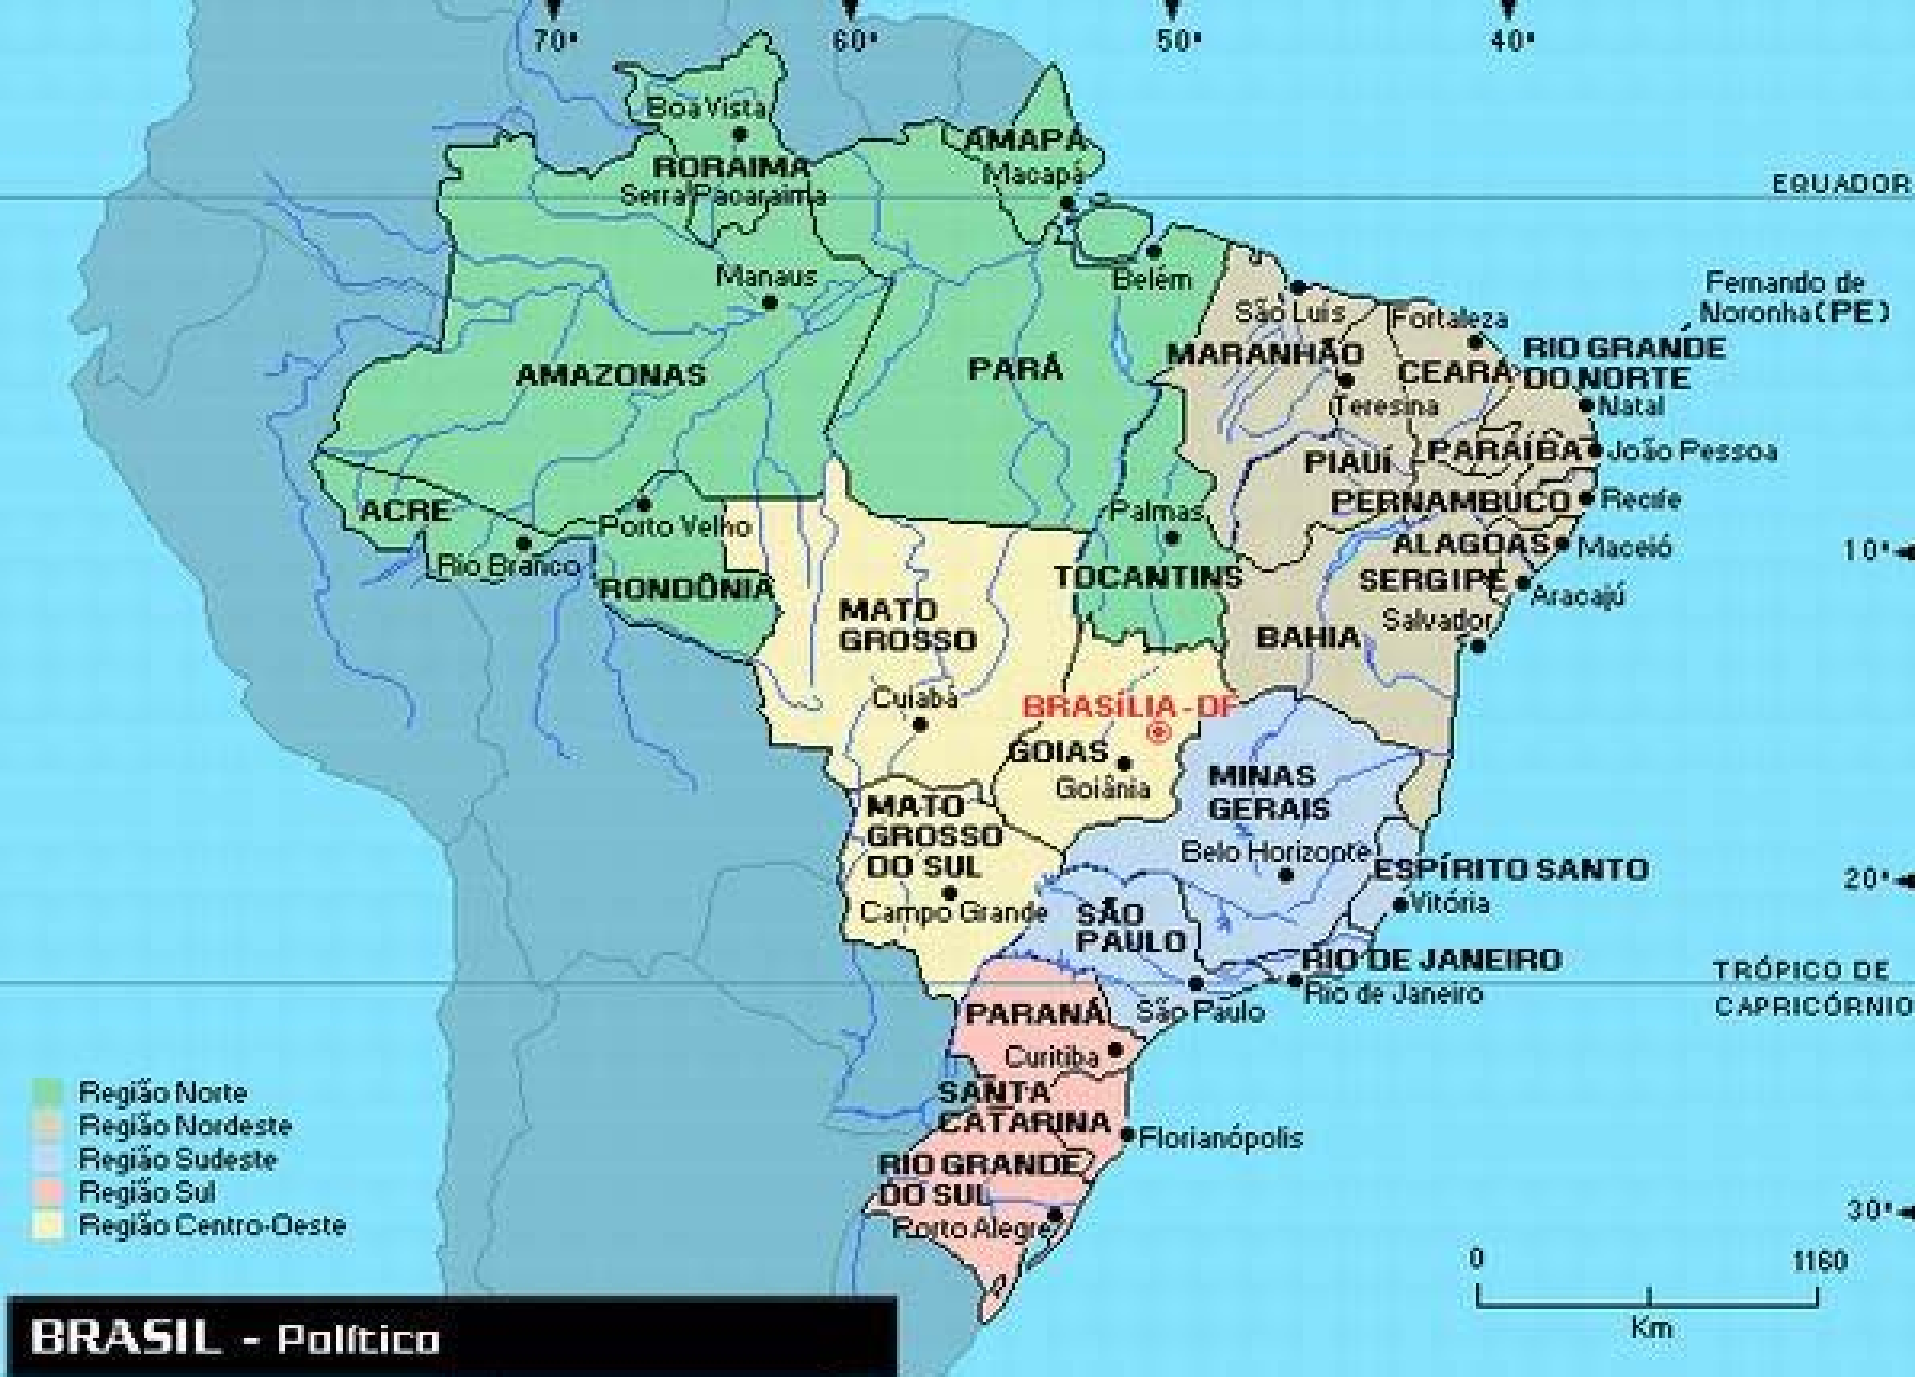 70° 60° 50° 40°
Boa Vista
RORAIMA
Serra Pacaraima
AMAPÁ
Macapá
EQUADOR
Manaus
Belém
Fernando de
Noronha (PE)
São Luís
Fortaleza
AMAZONAS
PARÁ
MARANHÃO
CEARÁ
RIO GRANDE
DO NORTE
Teresina
Natal
PIAUÍ
PARAÍBA
João Pessoa
ACRE
Porto Velho
Palmas
PERNAMBUCO
Recife
Rio Branco
RONDÔNIA
TOCANTINS
ALAGOAS
Maceió
10°
SERGIPE
Aracajú
MATO
GROSSO
BAHIA
Salvador
Cuiabá
BRASÍLIA-DF
GOIAS
Goiânia
MINAS
GERAIS
MATO
GROSSO
DO SUL
Belo Horizonte
ESPÍRITO SANTO
20°
Campo Grande
Vitória
SÃO
PAULO
RIO DE JANEIRO
Rio de Janeiro
TRÓPICO DE
CAPRICÓRNIO
PARANÁ
São Paulo
Curitiba
SANTA
CATARINA
Florianópolis
RIO GRANDE
DO SUL
Porto Alegre
30°
Região Norte
Região Nordeste
Região Sudeste
Região Sul
Região Centro-Oeste
0 1160
Km
BRASIL - Político